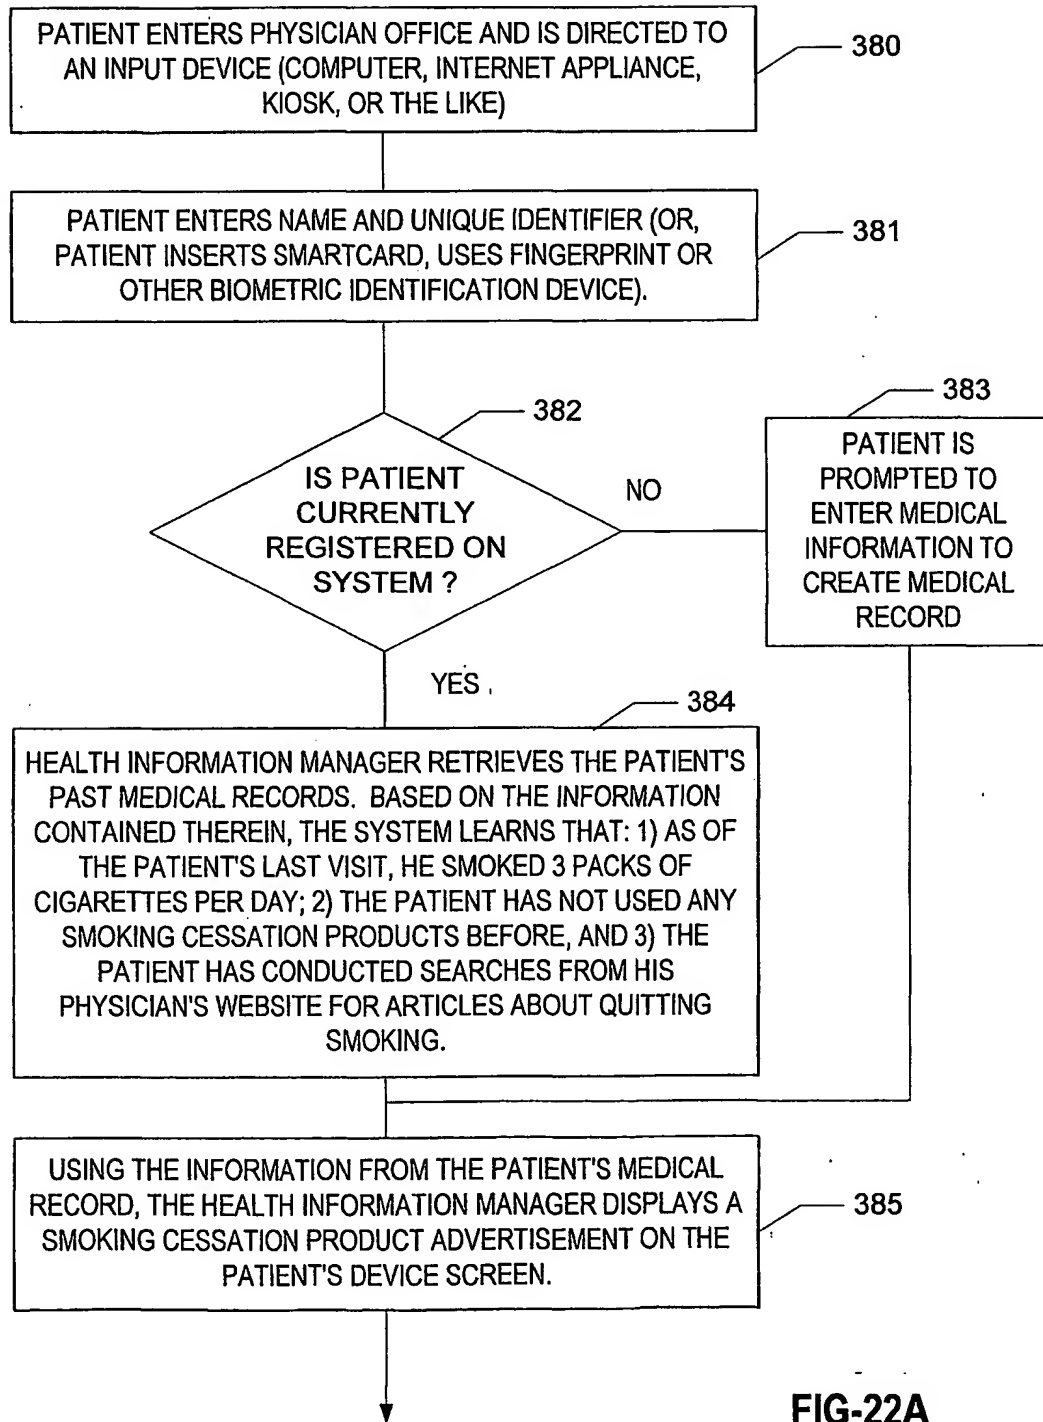 PATIENT ENTERS PHYSICIAN OFFICE AND IS DIRECTED TO
AN INPUT DEVICE (COMPUTER, INTERNET APPLIANCE,
KIOSK, OR THE LIKE)
380
PATIENT ENTERS NAME AND UNIQUE IDENTIFIER (OR,
PATIENT INSERTS SMARTCARD, USES FINGERPRINT OR
OTHER BIOMETRIC IDENTIFICATION DEVICE).
381
382
IS PATIENT
CURRENTLY
REGISTERED ON
SYSTEM ?
NO
383
PATIENT IS
PROMPTED TO
ENTER MEDICAL
INFORMATION TO
CREATE MEDICAL
RECORD
YES
384
HEALTH INFORMATION MANAGER RETRIEVES THE PATIENT'S
PAST MEDICAL RECORDS. BASED ON THE INFORMATION
CONTAINED THEREIN, THE SYSTEM LEARNS THAT: 1) AS OF
THE PATIENT'S LAST VISIT, HE SMOKED 3 PACKS OF
CIGARETTES PER DAY; 2) THE PATIENT HAS NOT USED ANY
SMOKING CESSATION PRODUCTS BEFORE, AND 3) THE
PATIENT HAS CONDUCTED SEARCHES FROM HIS
PHYSICIAN'S WEBSITE FOR ARTICLES ABOUT QUITTING
SMOKING.
USING THE INFORMATION FROM THE PATIENT'S MEDICAL
RECORD, THE HEALTH INFORMATION MANAGER DISPLAYS A
SMOKING CESSATION PRODUCT ADVERTISEMENT ON THE
PATIENT'S DEVICE SCREEN.
385
FIG-22A